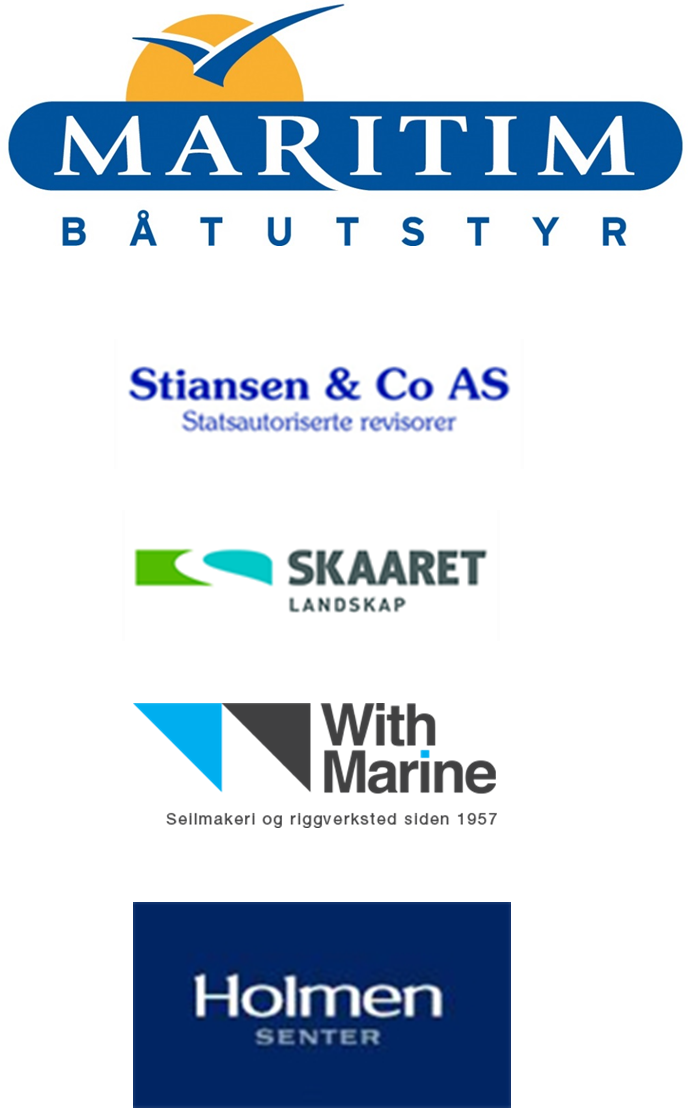 MARITIM
BÅTUTSTYR
Stiansen & Co AS
Statsautoriserte revisorer
SKAARET
LANDSKAP
With
Marine
Seilmakeri og riggverksted siden 1957
Holmen
SENTER